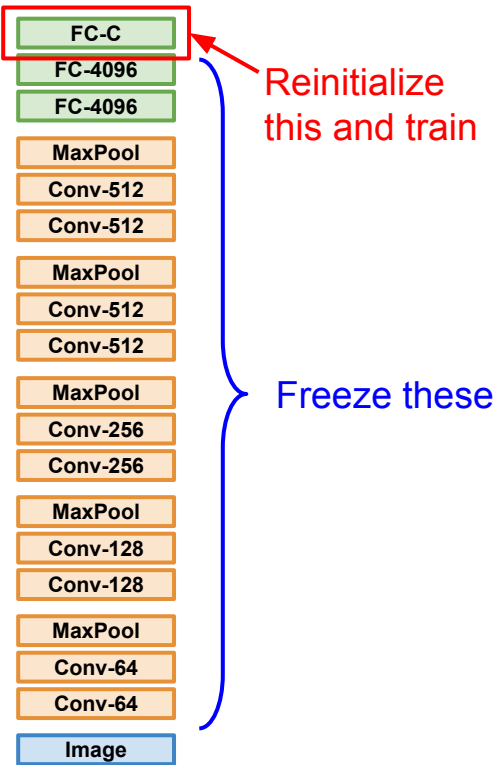 FC-C
FC-4096
FC-4096
MaxPool
Conv-512
Conv-512
MaxPool
Conv-512
Conv-512
MaxPool
Conv-256
Conv-256
MaxPool
Conv-128
Conv-128
MaxPool
Conv-64
Conv-64
Image
Reinitialize
this and train
Freeze these